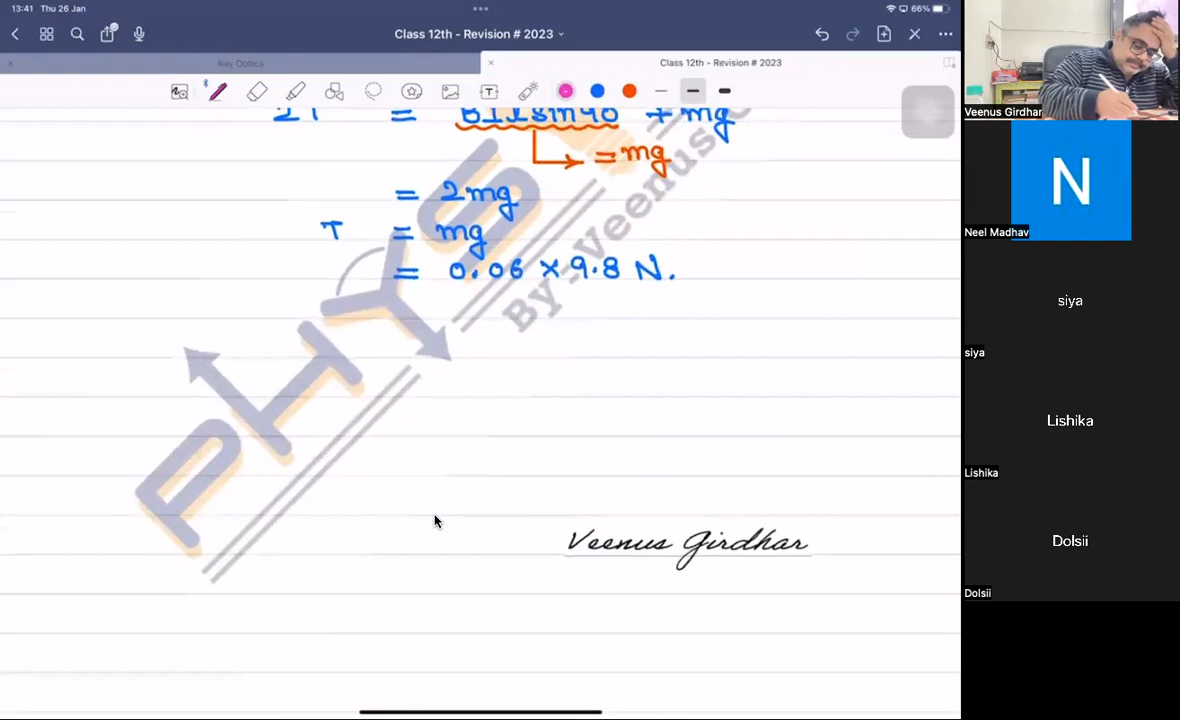 13:41 Thu 26 Jan
66%
Class 12th - Revision # 2023
Ray Optics
Class 12th - Revision # 2023
2T = BIlsin90 + mg
= mg
= 2mg
T = mg
= 0.06 × 9.8 N.
PHYS
By:-Veenus
Veenus Girdhar
Veenus Girdhar
N
Neel Madhav
siya
siya
Lishika
Lishika
Dolsii
Dolsii